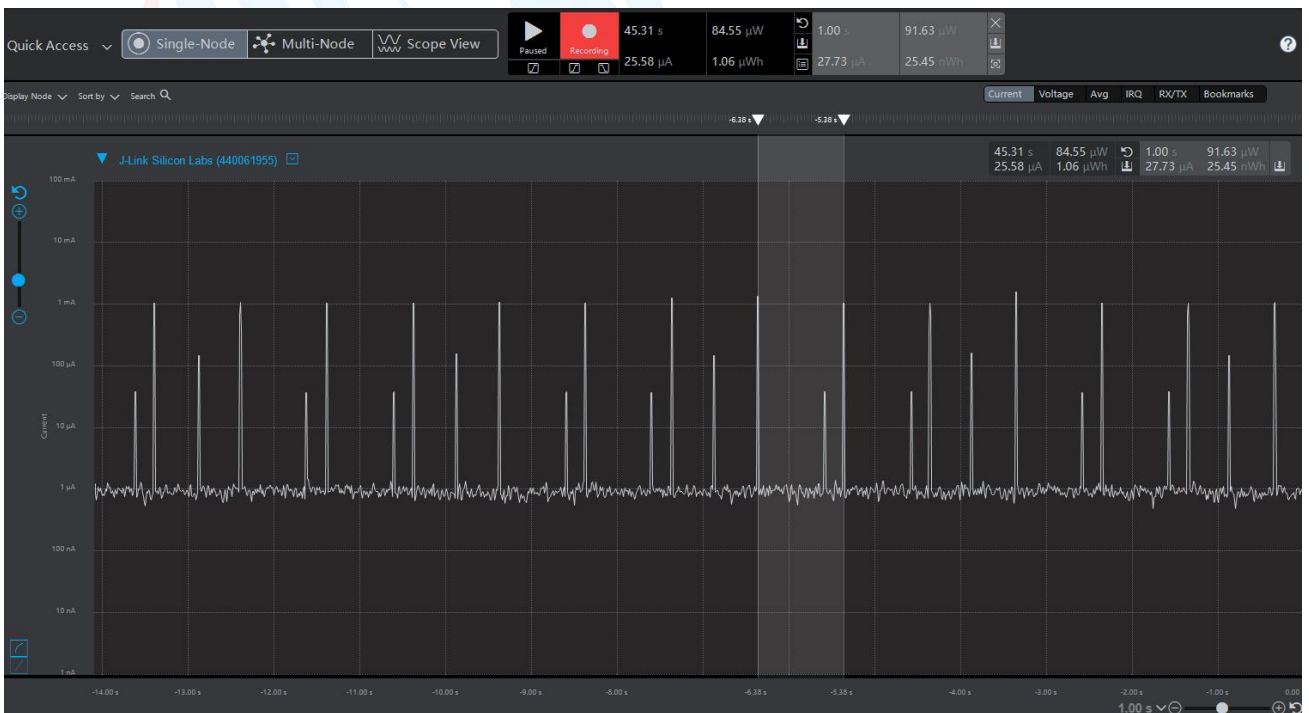 Quick Access
Single-Node
Multi-Node
Scope View
Paused
Recording
45.31 s 84.55 μW
25.58 μA 1.06 μWh
1.00 s 91.63 μW
27.73 μA 25.45 nWh
?
Display Node Sort by Search
Current Voltage Avg IRQ RX/TX Bookmarks
-6.38 s -5.38 s
J-Link Silicon Labs (440061955)
45.31 s 84.55 μW 1.00 s 91.63 μW
25.58 μA 1.06 μWh 27.73 μA 25.45 nWh
100 mA
10 mA
1 mA
100 μA
10 μA
1 μA
100 nA
10 nA
1 nA
Current
-14.00 s -13.00 s -12.00 s -11.00 s -10.00 s -9.00 s -8.00 s -6.38 s -5.38 s -4.00 s -3.00 s -2.00 s -1.00 s 0.00
1.00 s